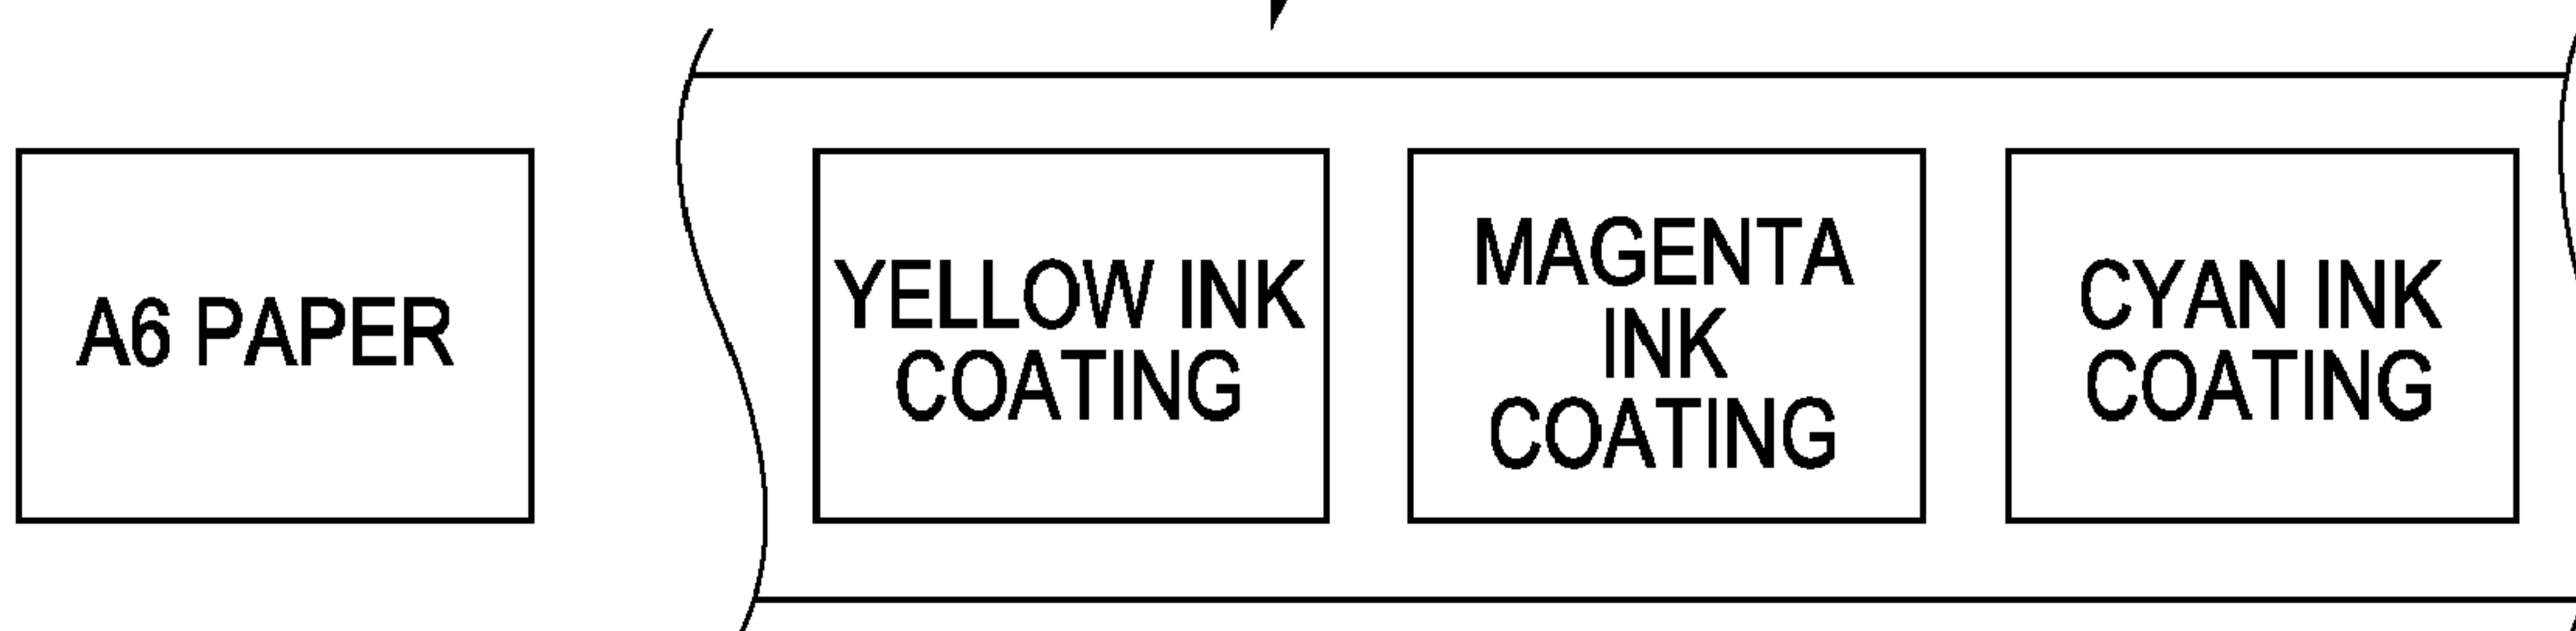 A6 PAPER
YELLOW INK
COATING
MAGENTA
INK
COATING
CYAN INK
COATING